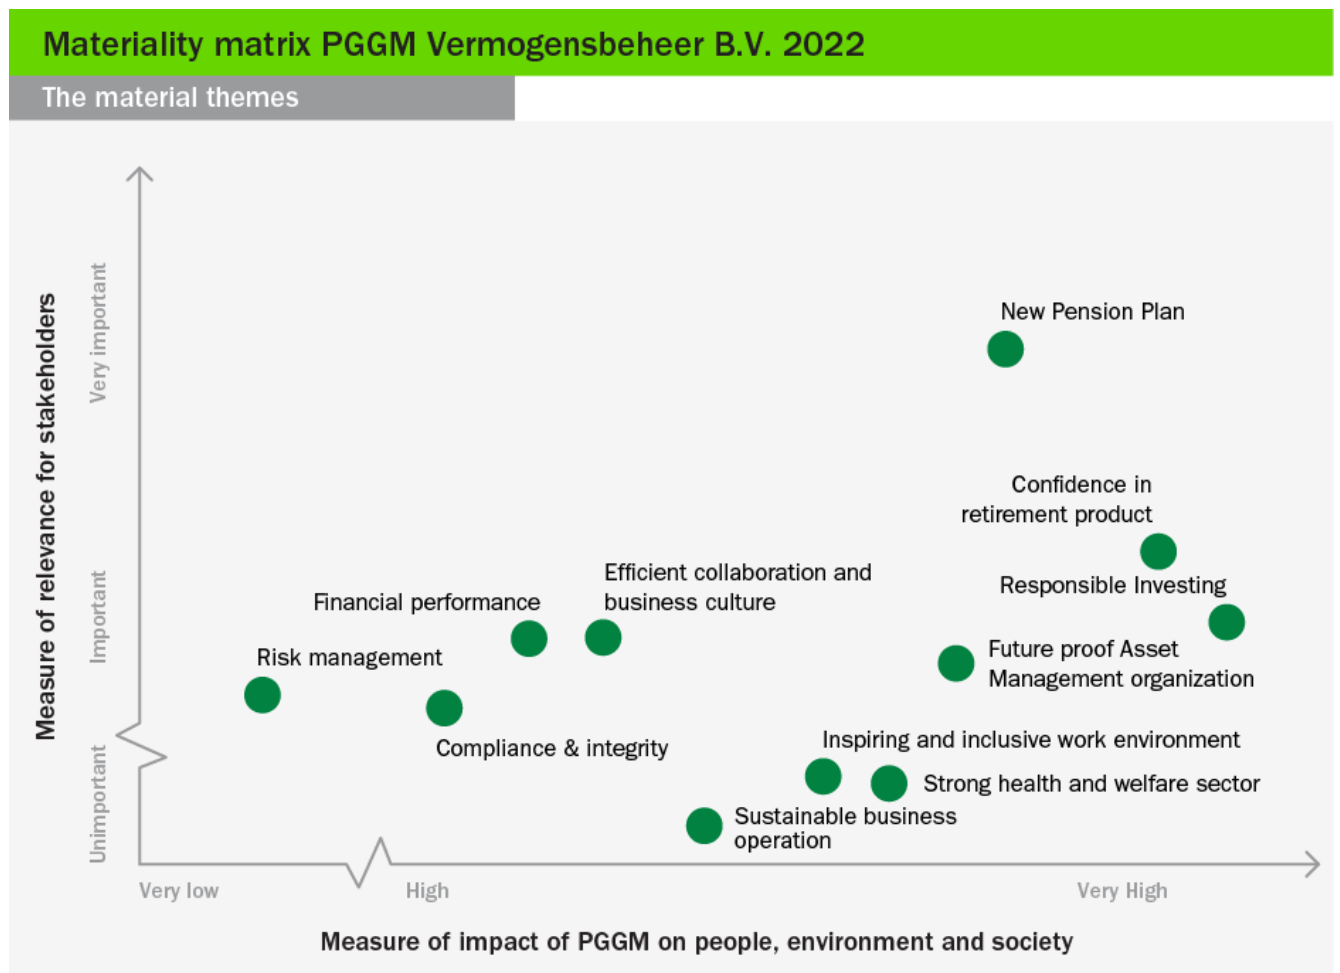 Materiality matrix PGGM Vermogensbeheer B.V. 2022
The material themes
Measure of relevance for stakeholders
Very important
Important
Unimportant
New Pension Plan
Confidence in
retirement product
Efficient collaboration and
business culture
Responsible Investing
Financial performance
Risk management
Future proof Asset
Management organization
Compliance & integrity
Inspiring and inclusive work environment
Strong health and welfare sector
Sustainable business
operation
Very low
High
Very High
Measure of impact of PGGM on people, environment and society